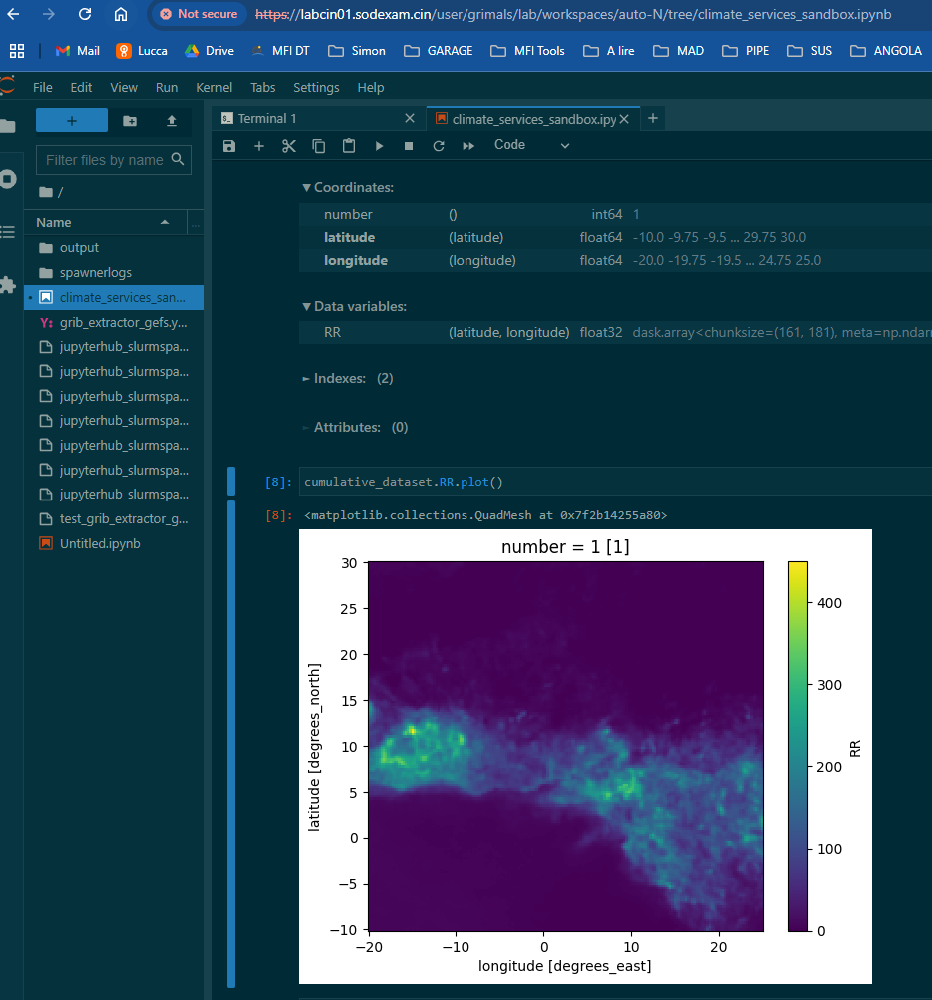 Not secure https://labcin01.sodexam.cin/user/grimals/lab/workspaces/auto-N/tree/climate_services_sandbox.ipynb
Mail Lucca Drive MFI DT Simon GARAGE MFI Tools A lire MAD PIPE SUS ANGOLA
File Edit View Run Kernel Tabs Settings Help
+
Terminal 1
climate_services_sandbox.ipy
Filter files by name
Code
/
Name
...
output
spawnerlogs
climate_services_san...
Y: grib_extractor_gefs.y...
jupyterhub_slurmspa...
jupyterhub_slurmspa...
jupyterhub_slurmspa...
jupyterhub_slurmspa...
jupyterhub_slurmspa...
jupyterhub_slurmspa...
jupyterhub_slurmspa...
test_grib_extractor_g...
Untitled.ipynb
▼ Coordinates:
number () int64 1
latitude (latitude) float64 -10.0 -9.75 -9.5 ... 29.75 30.0
longitude (longitude) float64 -20.0 -19.75 -19.5 ... 24.75 25.0
▼ Data variables:
RR (latitude, longitude) float32 dask.array<chunksize=(161, 181), meta=np.ndarr
► Indexes: (2)
► Attributes: (0)
[8]: cumulative_dataset.RR.plot()
[8]: <matplotlib.collections.QuadMesh at 0x7f2b14255a80>
number = 1 [1]
30
25
20
15
10
5
0
−5
−10
latitude [degrees_north]
−20 −10 0 10 20
longitude [degrees_east]
400
300
200
100
0
RR